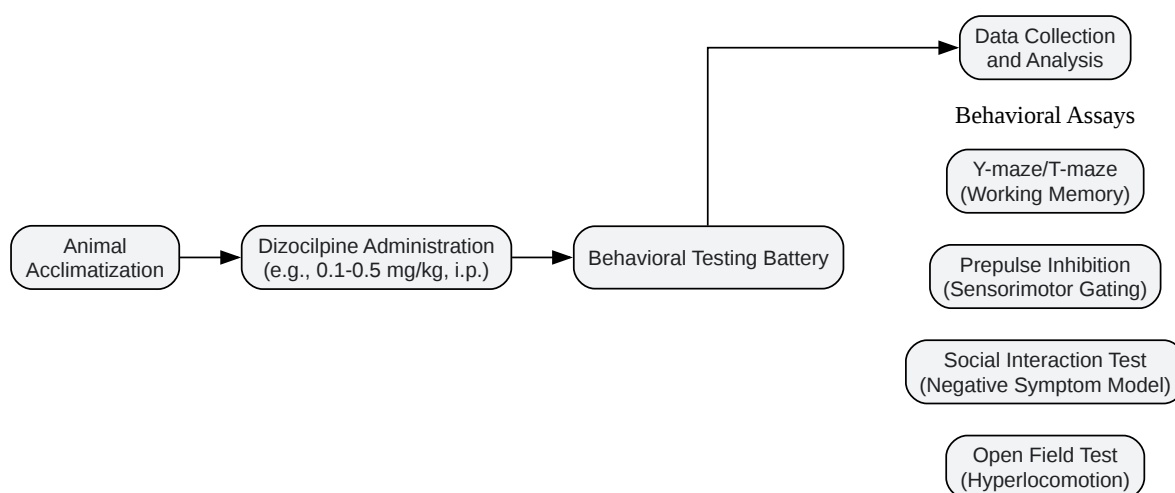 Data Collection
and Analysis
Behavioral Assays
Y-maze/T-maze
(Working Memory)
Animal
Acclimatization
Dizocilpine Administration
(e.g., 0.1-0.5 mg/kg, i.p.)
Behavioral Testing Battery
Prepulse Inhibition
(Sensorimotor Gating)
Social Interaction Test
(Negative Symptom Model)
Open Field Test
(Hyperlocomotion)